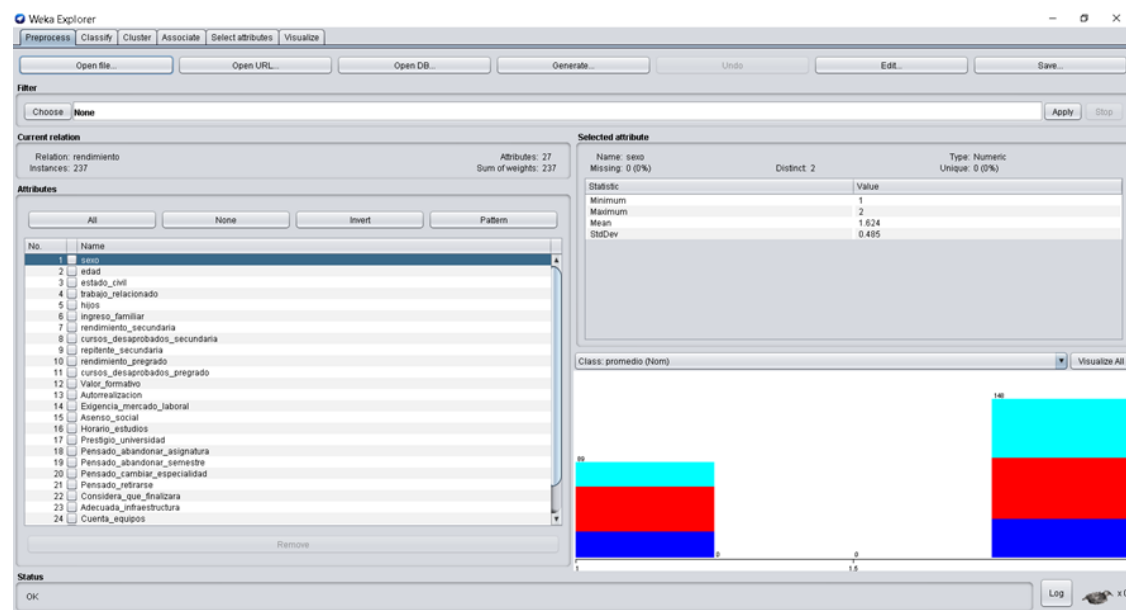 Weka Explorer
Preprocess Classify Cluster Associate Select attributes Visualize
Open file... Open URL... Open DB... Generate... Undo Edit... Save...
Filter
Choose None Apply Stop
Current relation
Relation: rendimiento Attributes: 27
Instances: 237 Sum of weights: 237
Attributes
All None Invert Pattern
No. Name
1 sexo
2 edad
3 estado_civil
4 trabajo_relacionado
5 hijos
6 ingreso_familiar
7 rendimiento_secundaria
8 cursos_desaprobados_secundaria
9 repitente_secundaria
10 rendimiento_pregrado
11 cursos_desaprobados_pregrado
12 Valor_formativo
13 Autorrealizacion
14 Exigencia_mercado_laboral
15 Asenso_social
16 Horario_estudios
17 Prestigio_universidad
18 Pensado_abandonar_asignatura
19 Pensado_abandonar_semestre
20 Pensado_cambiar_especialidad
21 Pensado_retirarse
22 Considera_que_finalizara
23 Adecuada_infraestructura
24 Cuenta_equipos
Remove
Selected attribute
Name: sexo Type: Numeric
Missing: 0 (0%) Distinct: 2 Unique: 0 (0%)
Statistic Value
Minimum 1
Maximum 2
Mean 1.624
StdDev 0.485
Class: promedio (Nom) Visualize All
148
89
0 0
1 1.5
Status
OK Log x 0